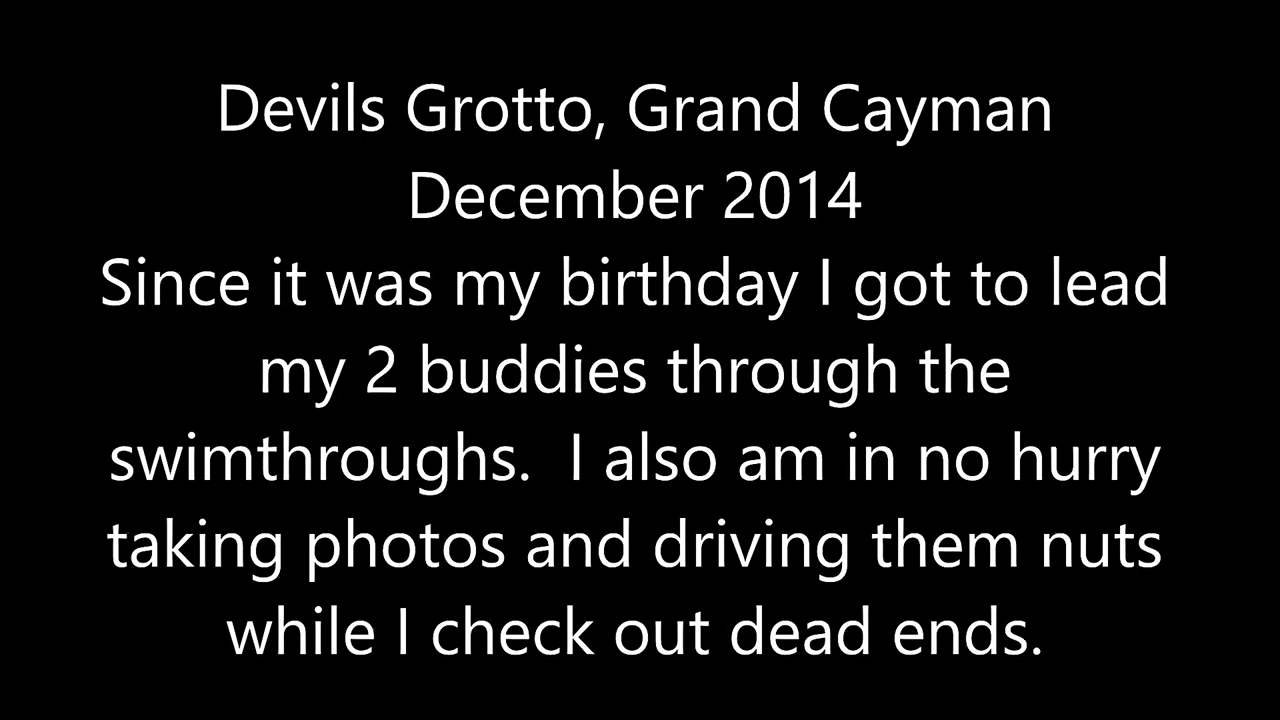 Devils Grotto, Grand Cayman
December 2014
Since it was my birthday I got to lead
my 2 buddies through the
swimthroughs.  I also am in no hurry
taking photos and driving them nuts
while I check out dead ends.